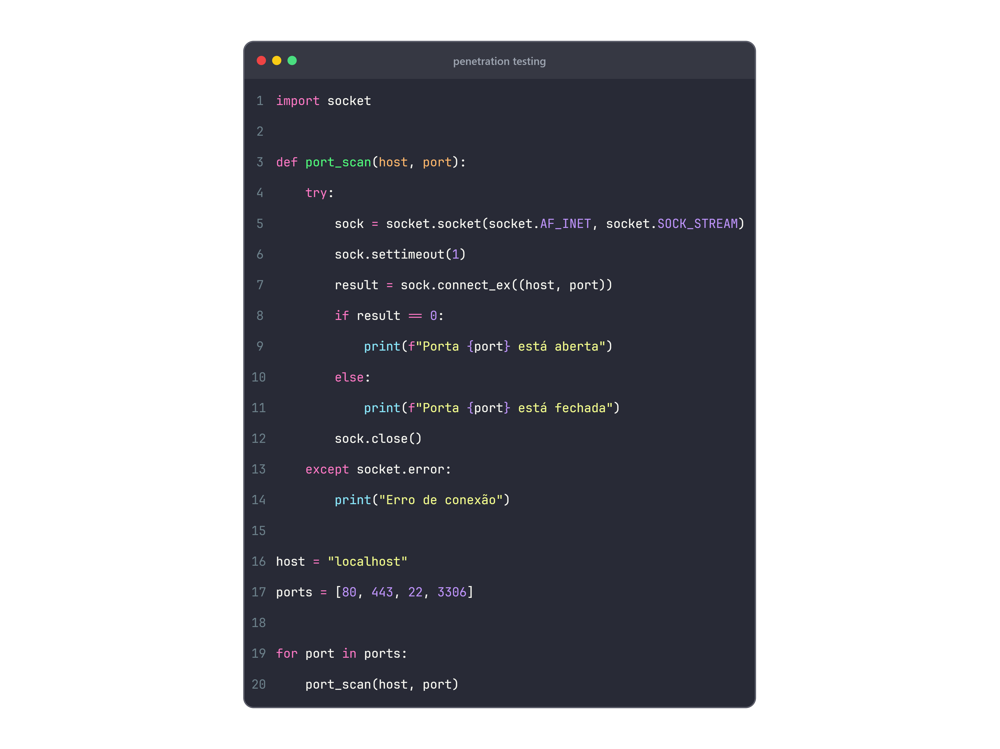 penetration testing
1 import socket
2
3 def port_scan(host, port):
4     try:
5         sock = socket.socket(socket.AF_INET, socket.SOCK_STREAM)
6         sock.settimeout(1)
7         result = sock.connect_ex((host, port))
8         if result == 0:
9             print(f"Porta {port} está aberta")
10         else:
11             print(f"Porta {port} está fechada")
12         sock.close()
13     except socket.error:
14         print("Erro de conexão")
15
16 host = "localhost"
17 ports = [80, 443, 22, 3306]
18
19 for port in ports:
20     port_scan(host, port)